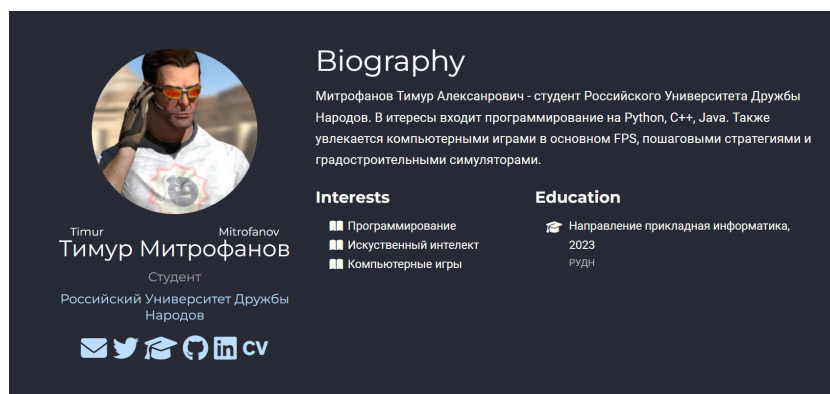 Biography
Митрофанов Тимур Алексанрович - студент Российского Университета Дружбы
Народов. В итересы входит программирование на Python, C++, Java. Также
увлекается компьютерными играми в основном FPS, пошаговыми стратегиями и
градостроительными симуляторами.
Interests
Программирование
Искуственный интелект
Компьютерные игры
Education
Направление прикладная информатика,
2023
РУДН
Timur Mitrofanov
Тимур Митрофанов
Студент
Российский Университет Дружбы
Народов
CV